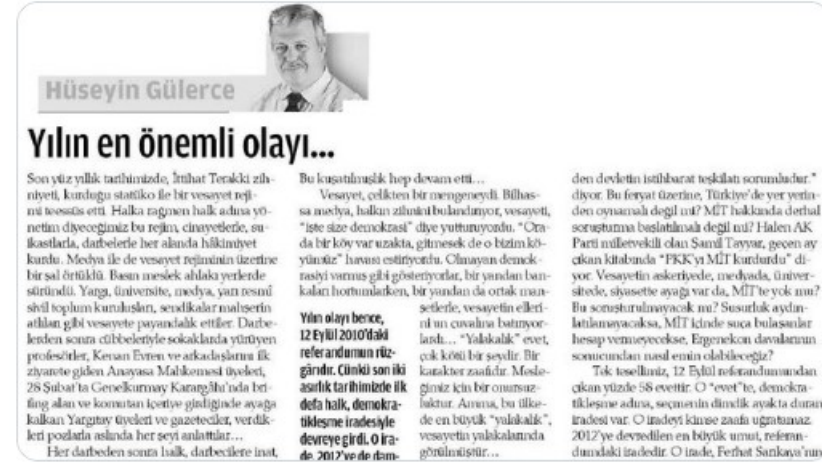 Hüseyin Gülerce
Yılın en önemli olayı...
Son yüz yıllık tarihimizde, İttihat Terakki zih-
niyeti, kurduğu statüko ile bir vesayet reji-
mi teessüs etti. Halka rağmen halk adına yö-
netim diyeceğimiz bu rejim, cinayetlerle, su-
ikastlarla, darbelerle her alanda hâkimiyet
kurdu. Medya ile de vesayet rejiminin üzerine
bir şal örtüldü. Basın meslek ahlakı yerlerde
süründü. Yargı, üniversite, medya, yarı resmî
sivil toplum kuruluşları, sendikalar mahşerin
atlıları gibi vesayete payandalık ettiler. Darbe-
lerden sonra cübbeleriyle sokaklarda yürüyen
profesörler, Kenan Evren ve arkadaşlarını ilk
ziyarete giden Anayasa Mahkemesi üyeleri,
28 Şubat'ta Genelkurmay Karargâhı'nda bri-
fing alan ve komutan içeriye girdiğinde ayağa
kalkan Yargıtay üyeleri ve gazeteciler, verdik-
leri pozlarla aslında her şeyi anlattılar...
Her darbeden sonra halk, darbecilere inat,
Bu kuşatılmışlık hep devam etti...
Vesayet, çelikten bir mengeneydi. Bilhas-
sa medya, halkın zihnini bulandırıyor, vesayeti,
"işte size demokrasi" diye yutturuyordu. "Ora-
da bir köy var uzakta, gitmesek de o bizim kö-
yümüz" havası estiriyordu. Olmayan demok-
rasiyi varmış gibi gösteriyorlar, bir yandan ban-
kaları hortumlarken, bir yandan da ortak man-
şetlerle, vesayetin elleri-
ni un çuvalına batırıyor-
lardı... "Yalakalık" evet,
çok kötü bir şeydir. Bir
karakter zaafıdır. Mesle-
ğimiz için bir onursuz-
luktur. Amma, bu ülke-
de en büyük "yalakalık",
vesayetin yalakalarında
görülmüştür...
Yılın olayı bence,
12 Eylül 2010'daki
referandumun rüz-
gârıdır. Çünkü son iki
asırlık tarihimizde ilk
defa halk, demokra-
tikleşme iradesiyle
devreye girdi. O ira-
de, 2012'ye de dam-
den devletin istihbarat teşkilatı sorumludur."
diyor. Bu feryat üzerine, Türkiye'de yer yerin-
den oynamalı değil mi? MİT hakkında derhal
soruşturma başlatılmalı değil mi? Halen AK
Parti milletvekili olan Şamil Tayyar, geçen ay
çıkan kitabında "PKK'yı MİT kurdurdu" di-
yor. Vesayetin askeriyede, medyada, üniver-
sitede, siyasette ayağı var da, MİT'te yok mu?
Bu soruşturulmayacak mı? Susurluk aydın-
latılamayacaksa, MİT içinde suça bulaşanlar
hesap vermeyecekse, Ergenekon davalarının
sonucundan nasıl emin olabileceğiz?
Tek tesellimiz, 12 Eylül referandumundan
çıkan yüzde 58 evettir. O "evet"te, demokra-
tikleşme adına, seçmenin dimdik ayakta duran
iradesi var. O iradeyi kimse zaafa uğratamaz.
2012'ye devredilen en büyük umut, referan-
dumdaki iradedir. O irade, Ferhat Sarıkaya'nın